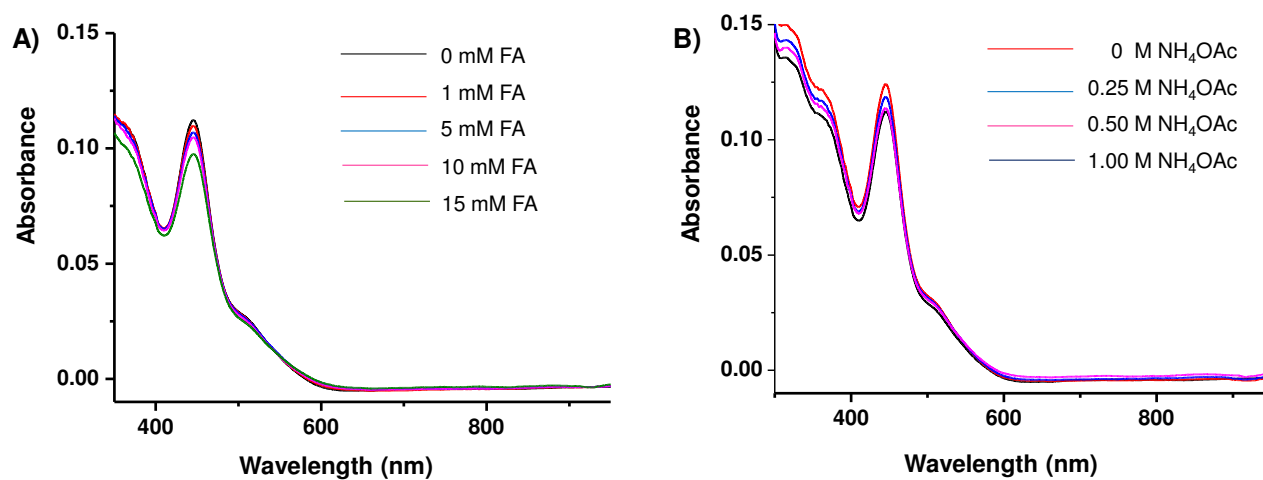 A)
0.15
0.10
0.05
0.00
Absorbance
400
600
800
Wavelength (nm)
0 mM FA
1 mM FA
5 mM FA
10 mM FA
15 mM FA
B)
0.15
0.10
0.05
0.00
Absorbance
400
600
800
Wavelength (nm)
0 M NH₄OAc
0.25 M NH₄OAc
0.50 M NH₄OAc
1.00 M NH₄OAc